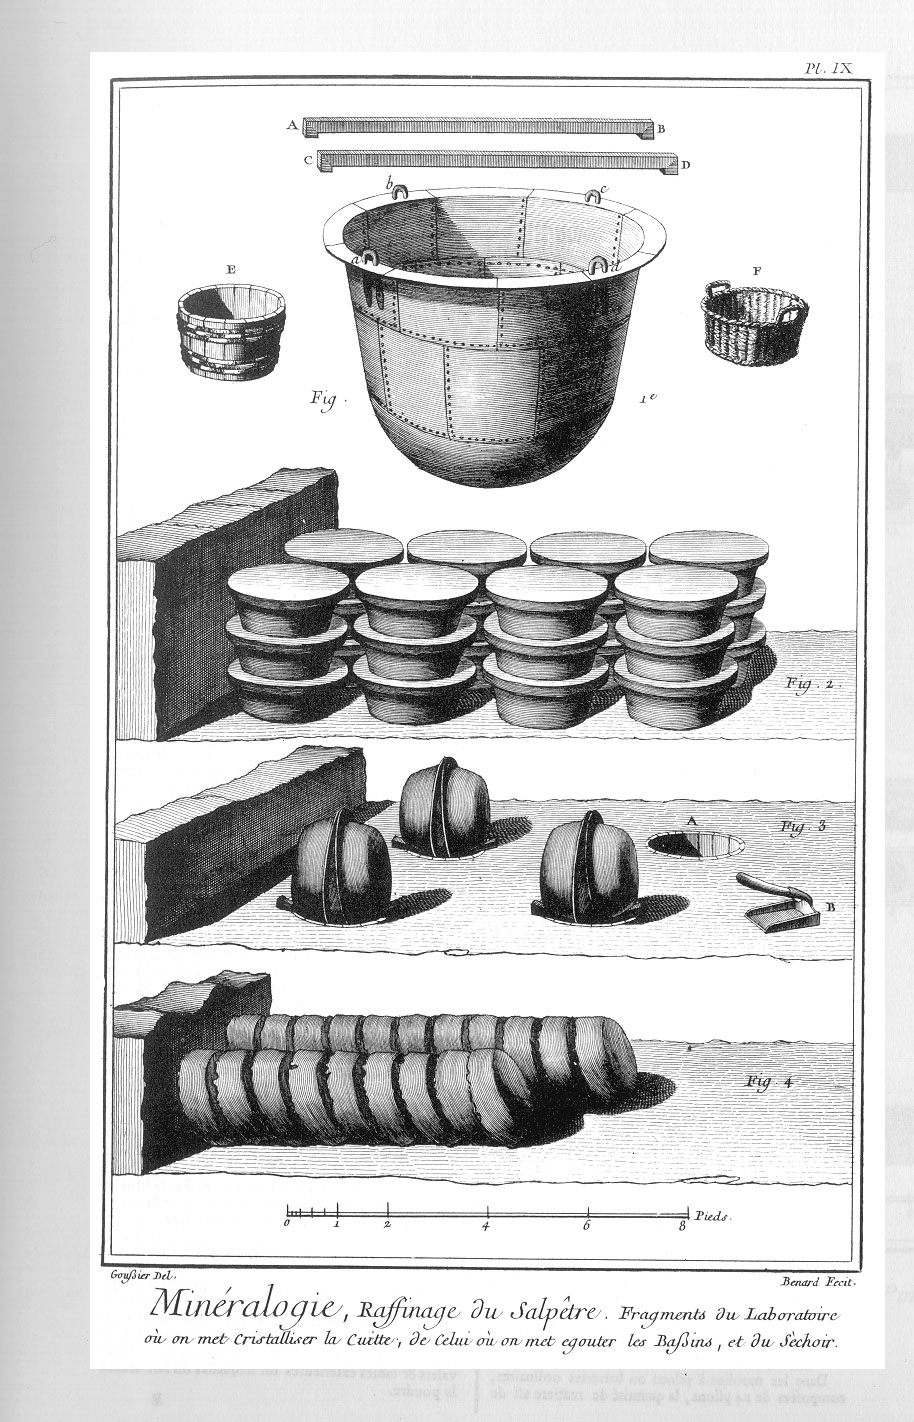 Pl. IX
A B
C D
b c
a d
E F
Fig. 1e
Fig. 2.
A
Fig. 3
B
Fig. 4
0 1 2 4 6 8 Pieds.
Goußier Del. Benard Fecit.
Minéralogie, Raffinage du Salpêtre. Fragments du Laboratoire
où on met Cristalliser la Cuitte, de Celui où on met egouter les Baßins, et du Sèchoir.